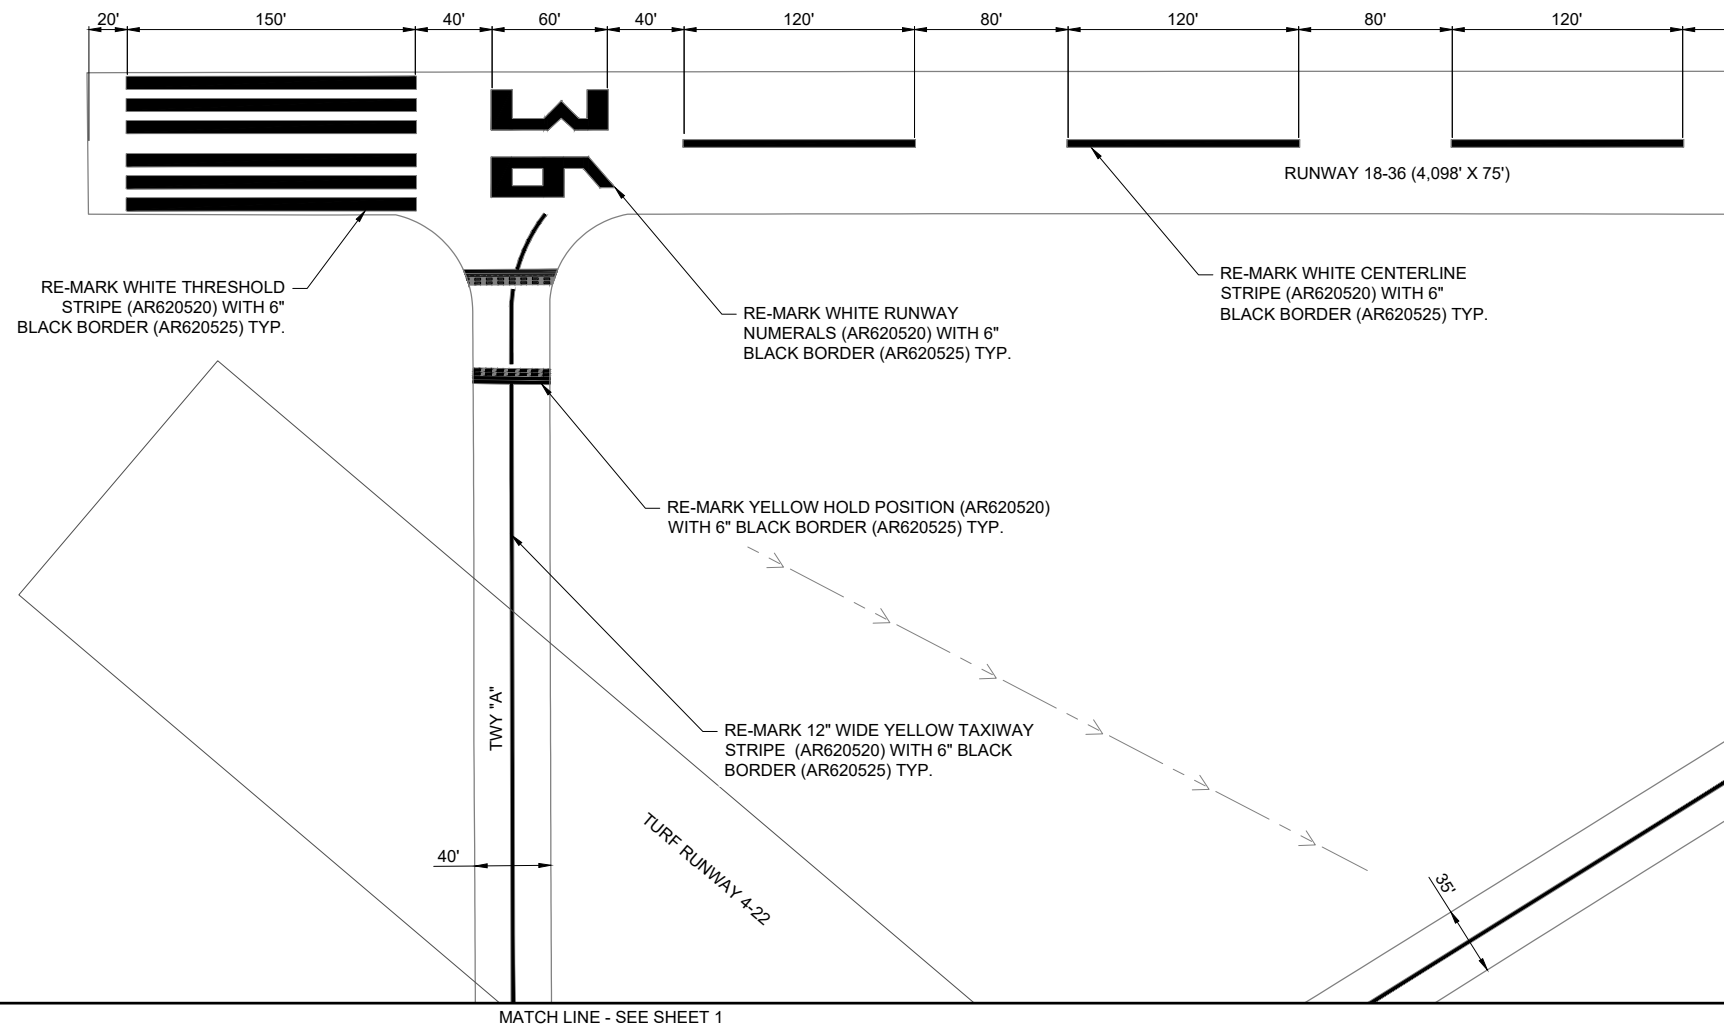 20' 150' 40' 60' 40' 120' 80' 120' 80' 120'
36
RUNWAY 18-36 (4,098' X 75')
RE-MARK WHITE THRESHOLD
STRIPE (AR620520) WITH 6"
BLACK BORDER (AR620525) TYP.
RE-MARK WHITE RUNWAY
NUMERALS (AR620520) WITH 6"
BLACK BORDER (AR620525) TYP.
RE-MARK WHITE CENTERLINE
STRIPE (AR620520) WITH 6"
BLACK BORDER (AR620525) TYP.
RE-MARK YELLOW HOLD POSITION (AR620520)
WITH 6" BLACK BORDER (AR620525) TYP.
TWY "A"
RE-MARK 12" WIDE YELLOW TAXIWAY
STRIPE (AR620520) WITH 6" BLACK
BORDER (AR620525) TYP.
TURF RUNWAY 4-22
40'
35'
MATCH LINE - SEE SHEET 1